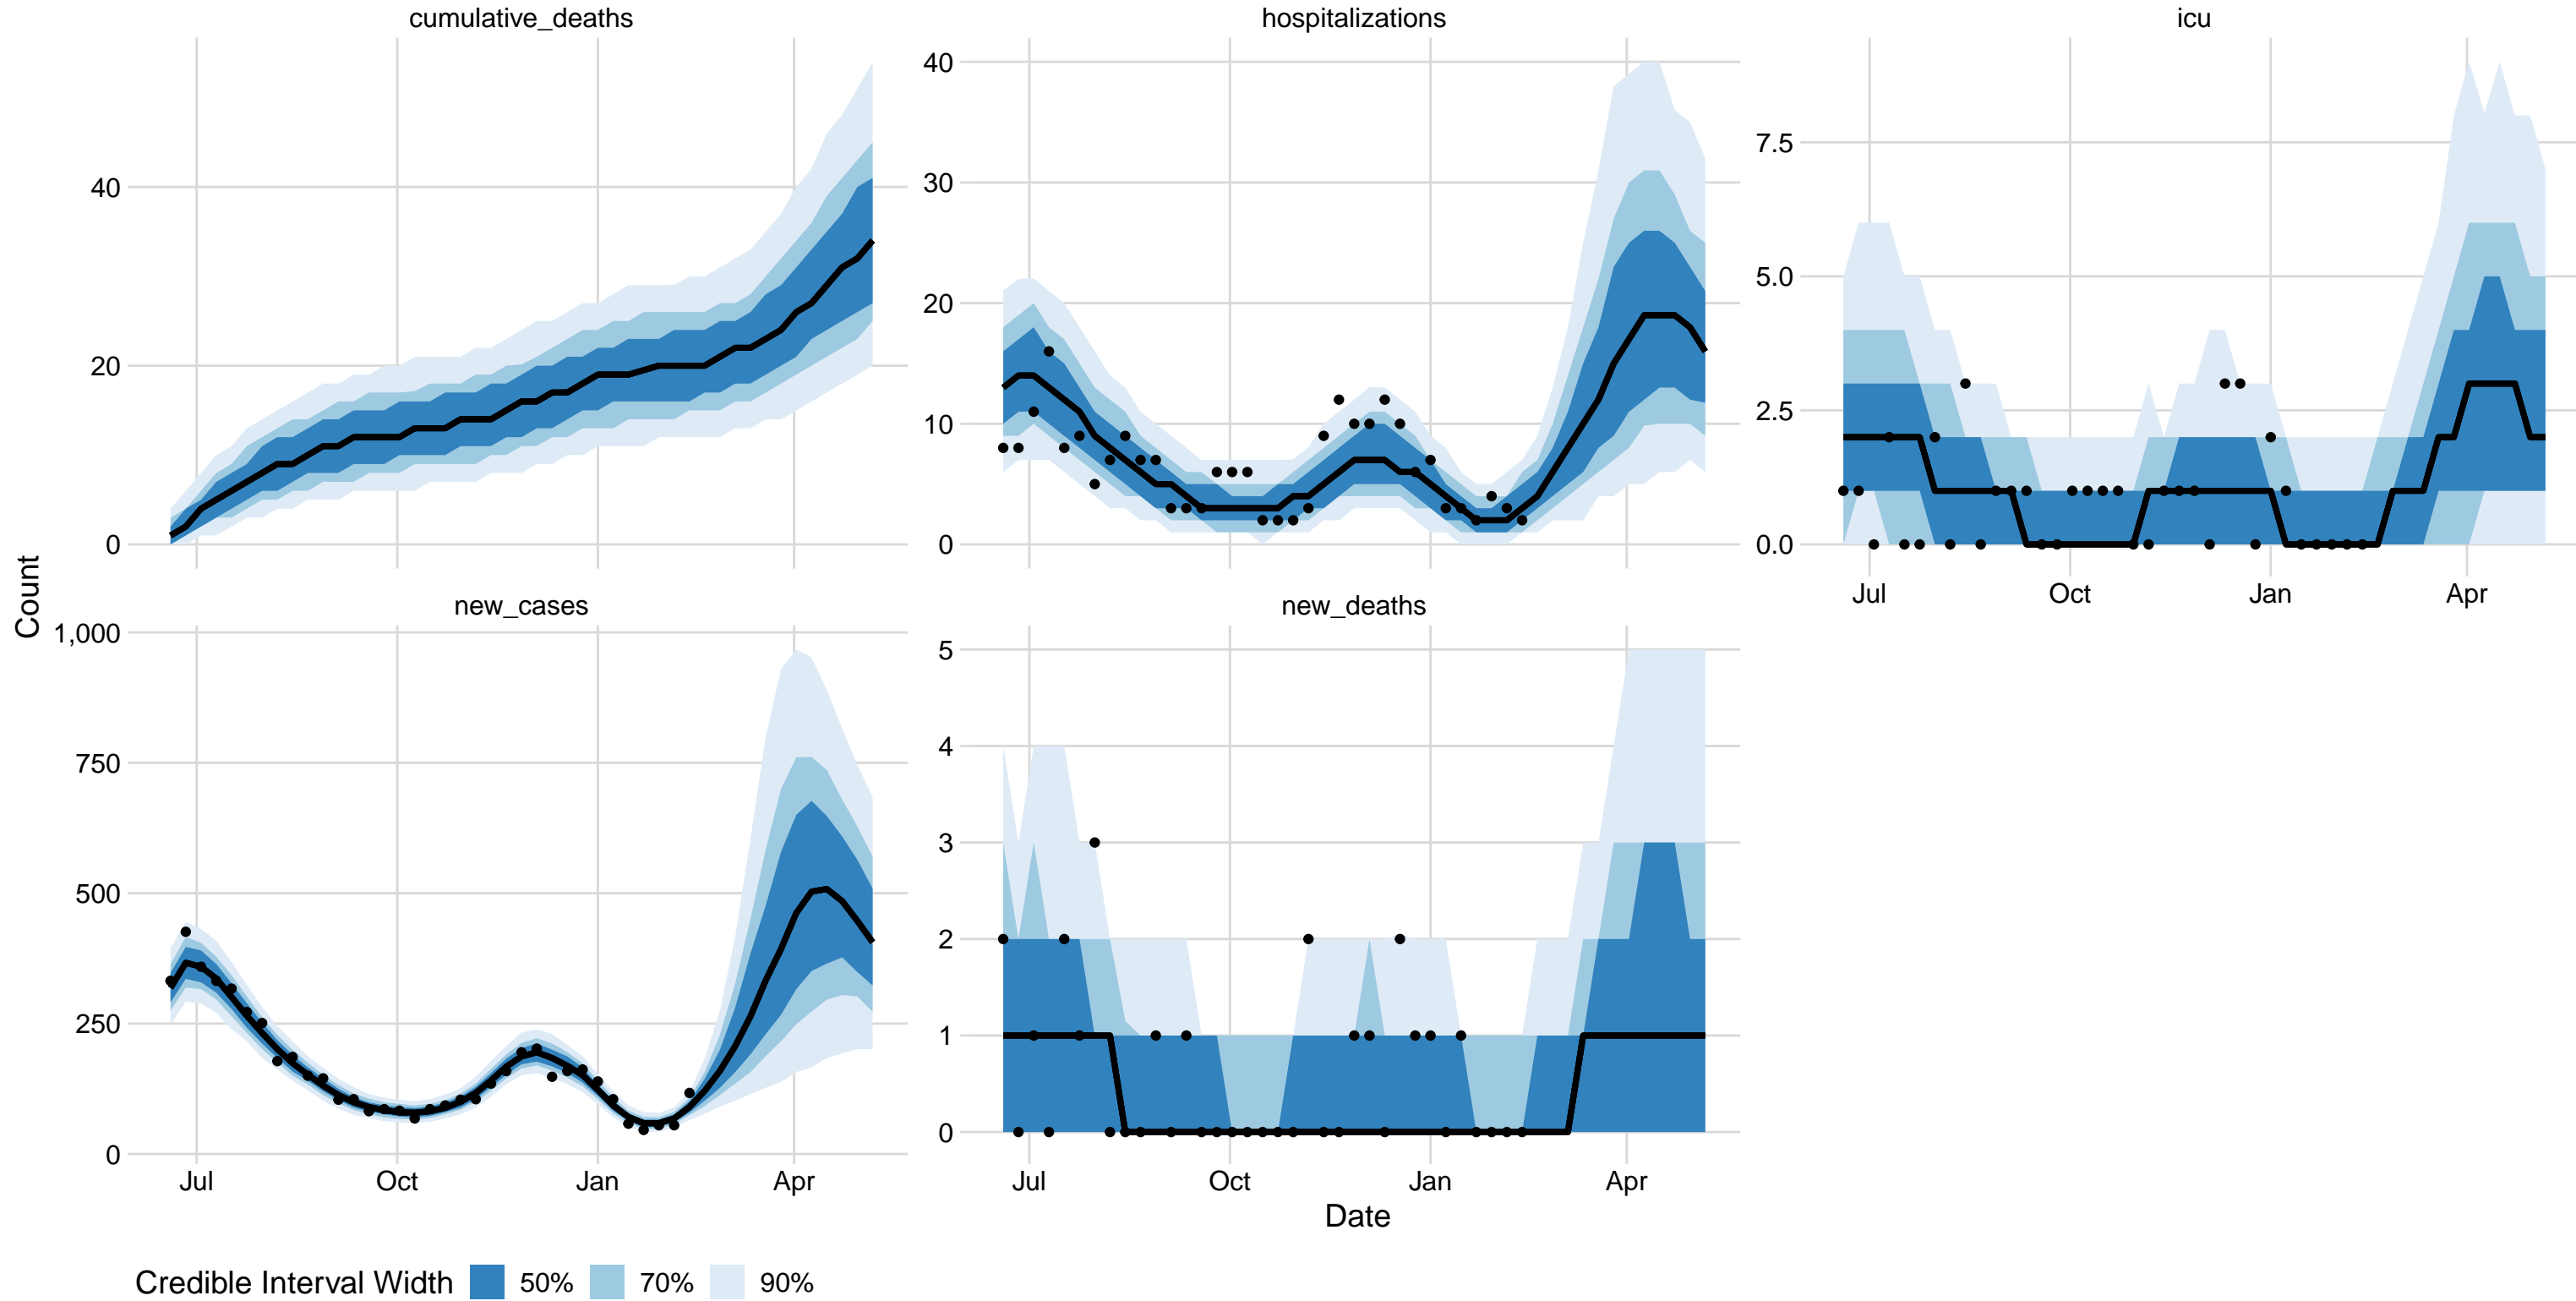 cumulative_deaths
hospitalizations
icu
40
20
0
40
30
20
10
0
7.5
5.0
2.5
0.0
Jul Oct Jan Apr
Count
new_cases
new_deaths
1,000
750
500
250
0
5
4
3
2
1
0
Jul Oct Jan Apr
Jul Oct Jan Apr
Date
Credible Interval Width 50% 70% 90%